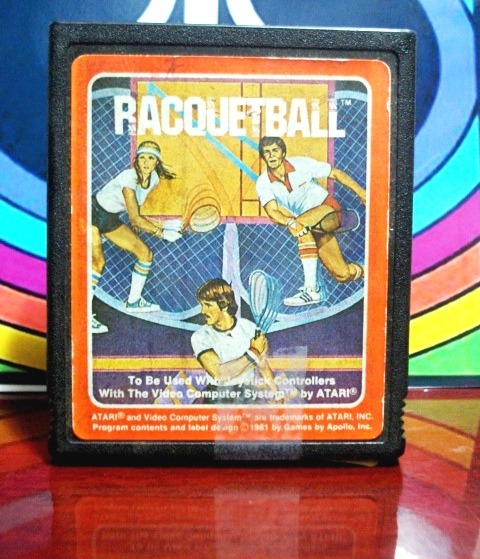 RACQUETBALL™
To Be Used With Joystick Controllers
With The Video Computer System™ by ATARI®
ATARI® and Video Computer System™ are trademarks of ATARI, INC.
Program contents and label design ©1981 by Games by Apollo, Inc.